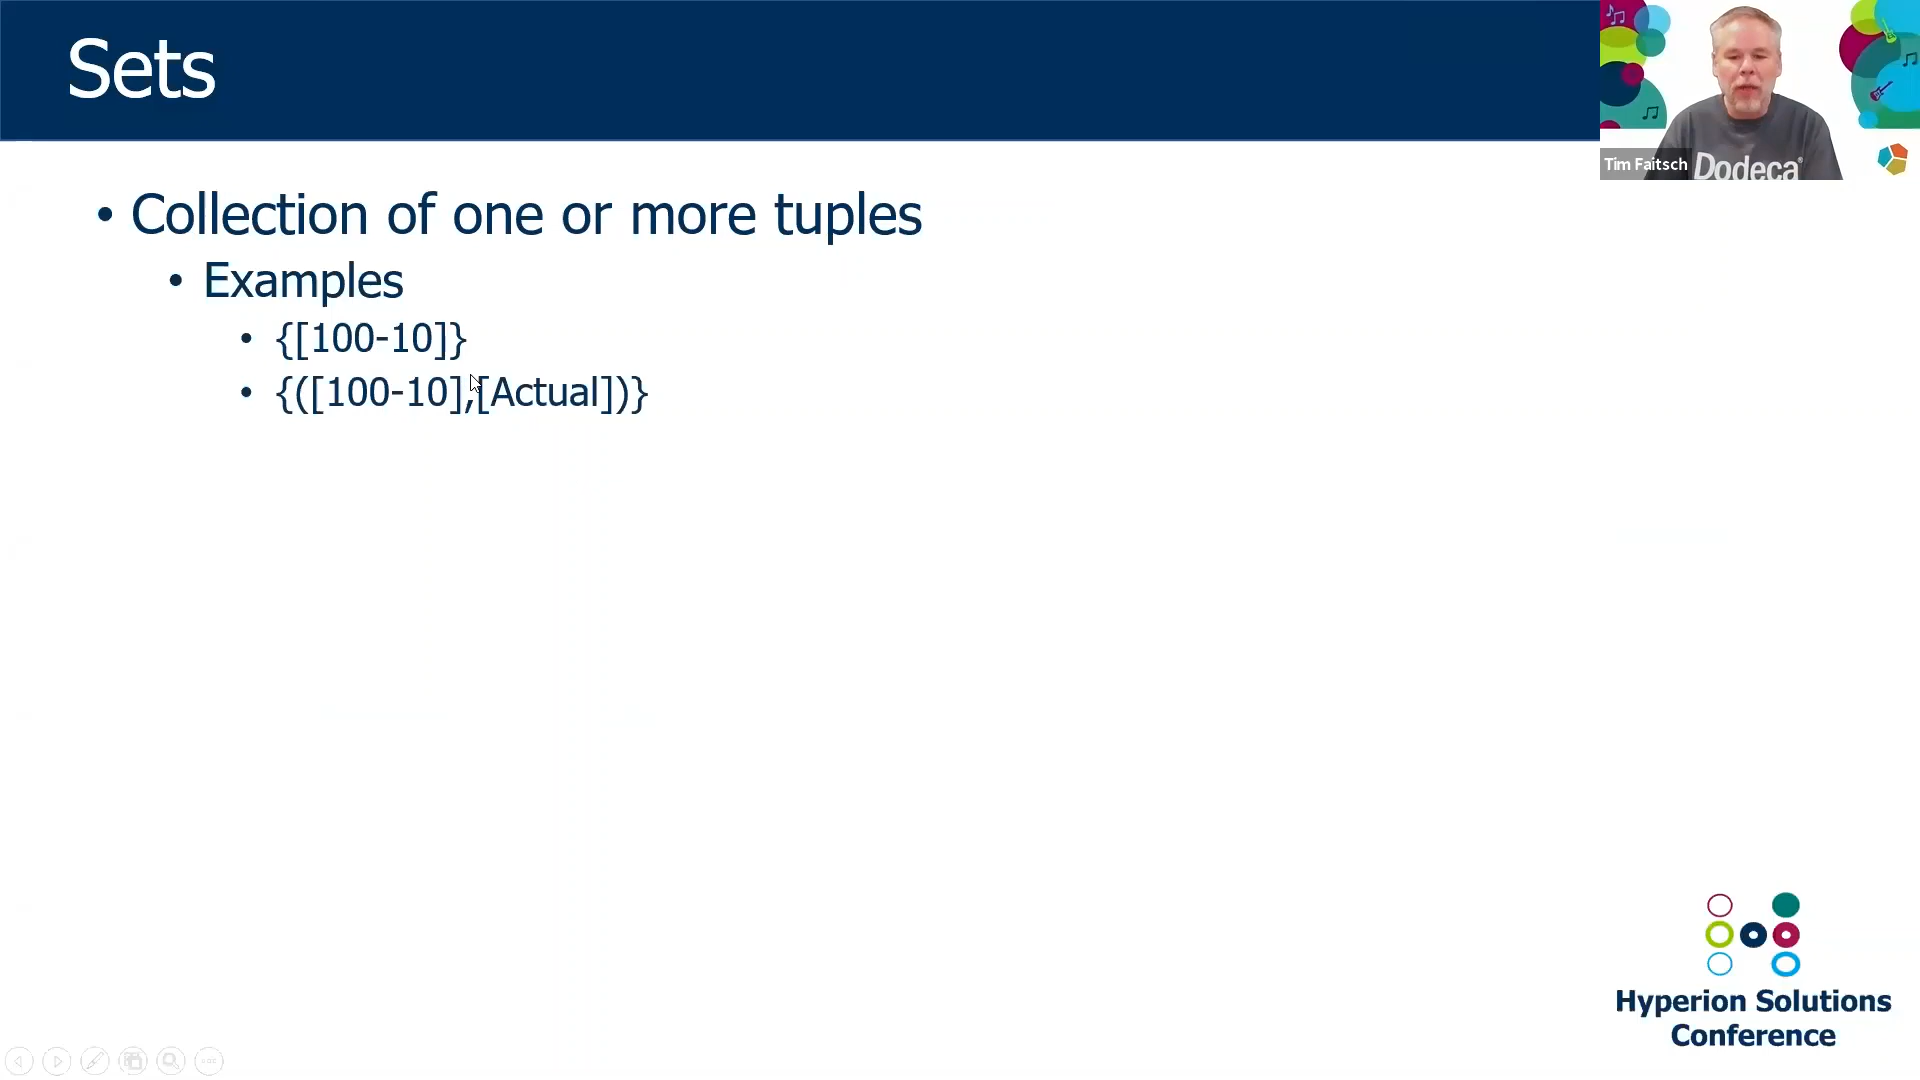 Sets
Tim Faitsch
Dodeca
• Collection of one or more tuples
• Examples
• {[100-10]}
• {([100-10],[Actual])}
Hyperion Solutions
Conference